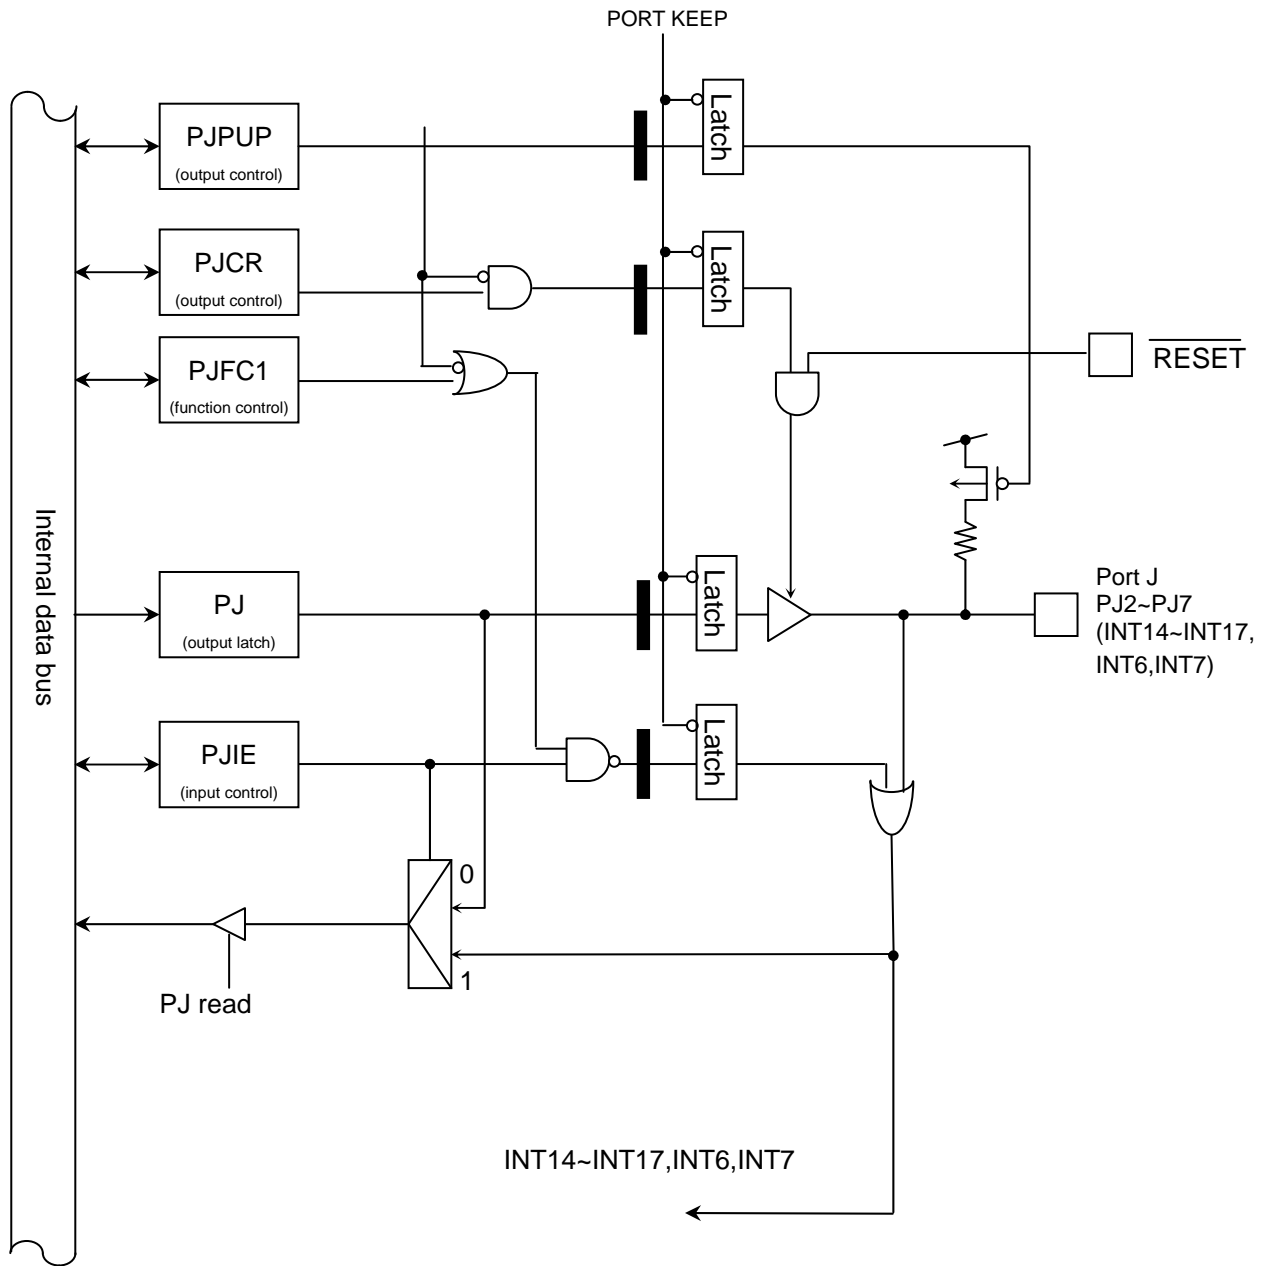 PORT KEEP
PJPUP
(output control)
Latch
PJCR
(output control)
Latch
PJFC1
(function control)
RESET
Internal data bus
PJ
(output latch)
Latch
Port J
PJ2~PJ7
(INT14~INT17,
INT6,INT7)
PJIE
(input control)
Latch
0
1
PJ read
INT14~INT17,INT6,INT7